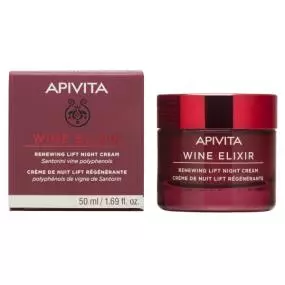 APIVITA
WINE ELIXIR
RENEWING LIFT NIGHT CREAM
Santorini vine polyphenols
CRÈME DE NUIT LIFT RÉGÉNÉRANTE
polyphénols de vigne de Santorin
50 ml / 1.69 fl. oz.
APIVITA
WINE ELIXIR
RENEWING LIFT NIGHT CREAM
CRÈME DE NUIT LIFT RÉGÉNÉRANTE